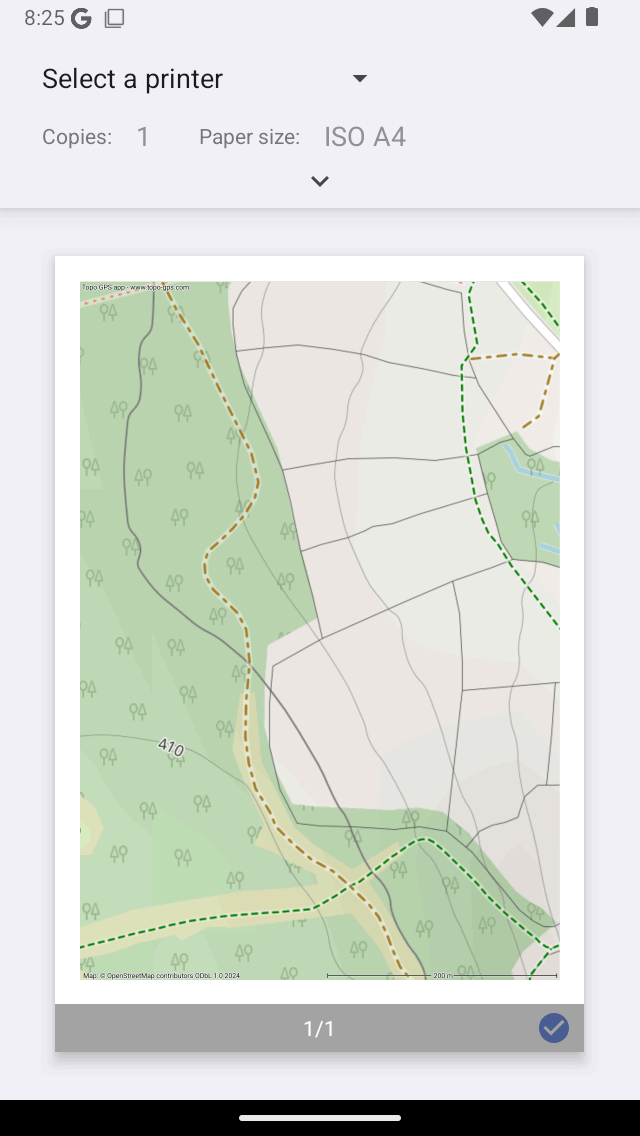 8:25
Select a printer
Copies: 1 Paper size: ISO A4
Topo GPS app - www.topo-gps.com
410
Map: © OpenStreetMap contributors ODbL 1.0 2024
200 m
1/1